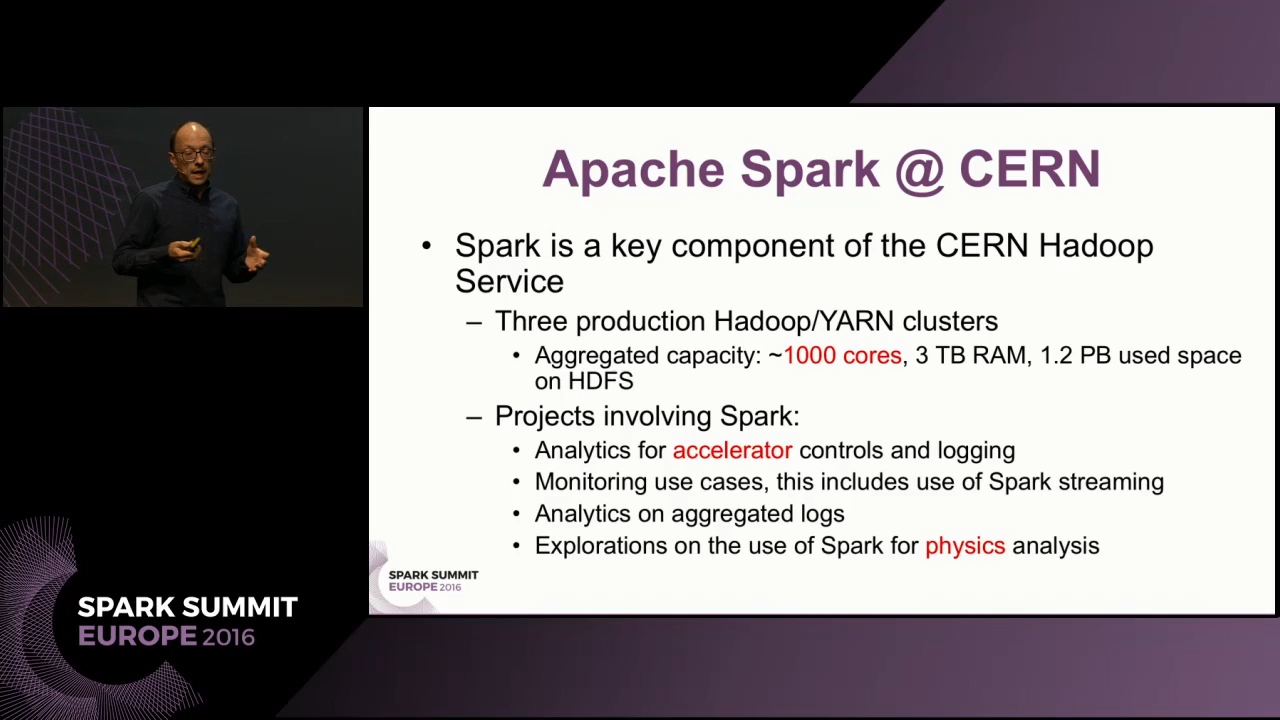 Apache Spark @ CERN
• Spark is a key component of the CERN Hadoop
Service
– Three production Hadoop/YARN clusters
• Aggregated capacity: ~1000 cores, 3 TB RAM, 1.2 PB used space
on HDFS
– Projects involving Spark:
• Analytics for accelerator controls and logging
• Monitoring use cases, this includes use of Spark streaming
• Analytics on aggregated logs
• Explorations on the use of Spark for physics analysis
SPARK SUMMIT
EUROPE 2016
SPARK SUMMIT
EUROPE 2016